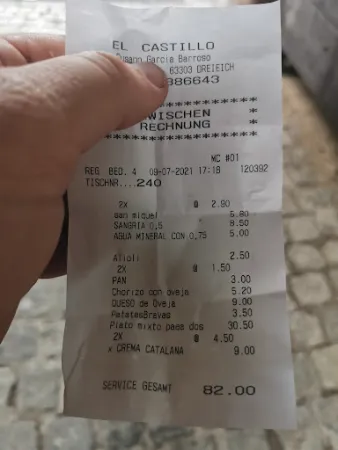 EL CASTILLO
Garcia Barroso
63303 DREIEICH
886643
********************
WISCHEN
RECHNUNG
********************
MC #01
REG BED. 4 09-07-2021 17:18 120392
TISCHNR....240
2X @ 2.90
san miguel 5.80
SANGRIA 0,5 8.50
AGUA MINERAL CON 0,75 5.00
Alioli 2.50
2X @ 1.50
PAN 3.00
Chorizo con oveja 5.20
QUESO de Oveja 9.00
PatatasBravas 3.50
Plato mixto paea dos 30.50
2X @ 4.50
x CREMA CATALANA 9.00
SERVICE GESAMT 82.00